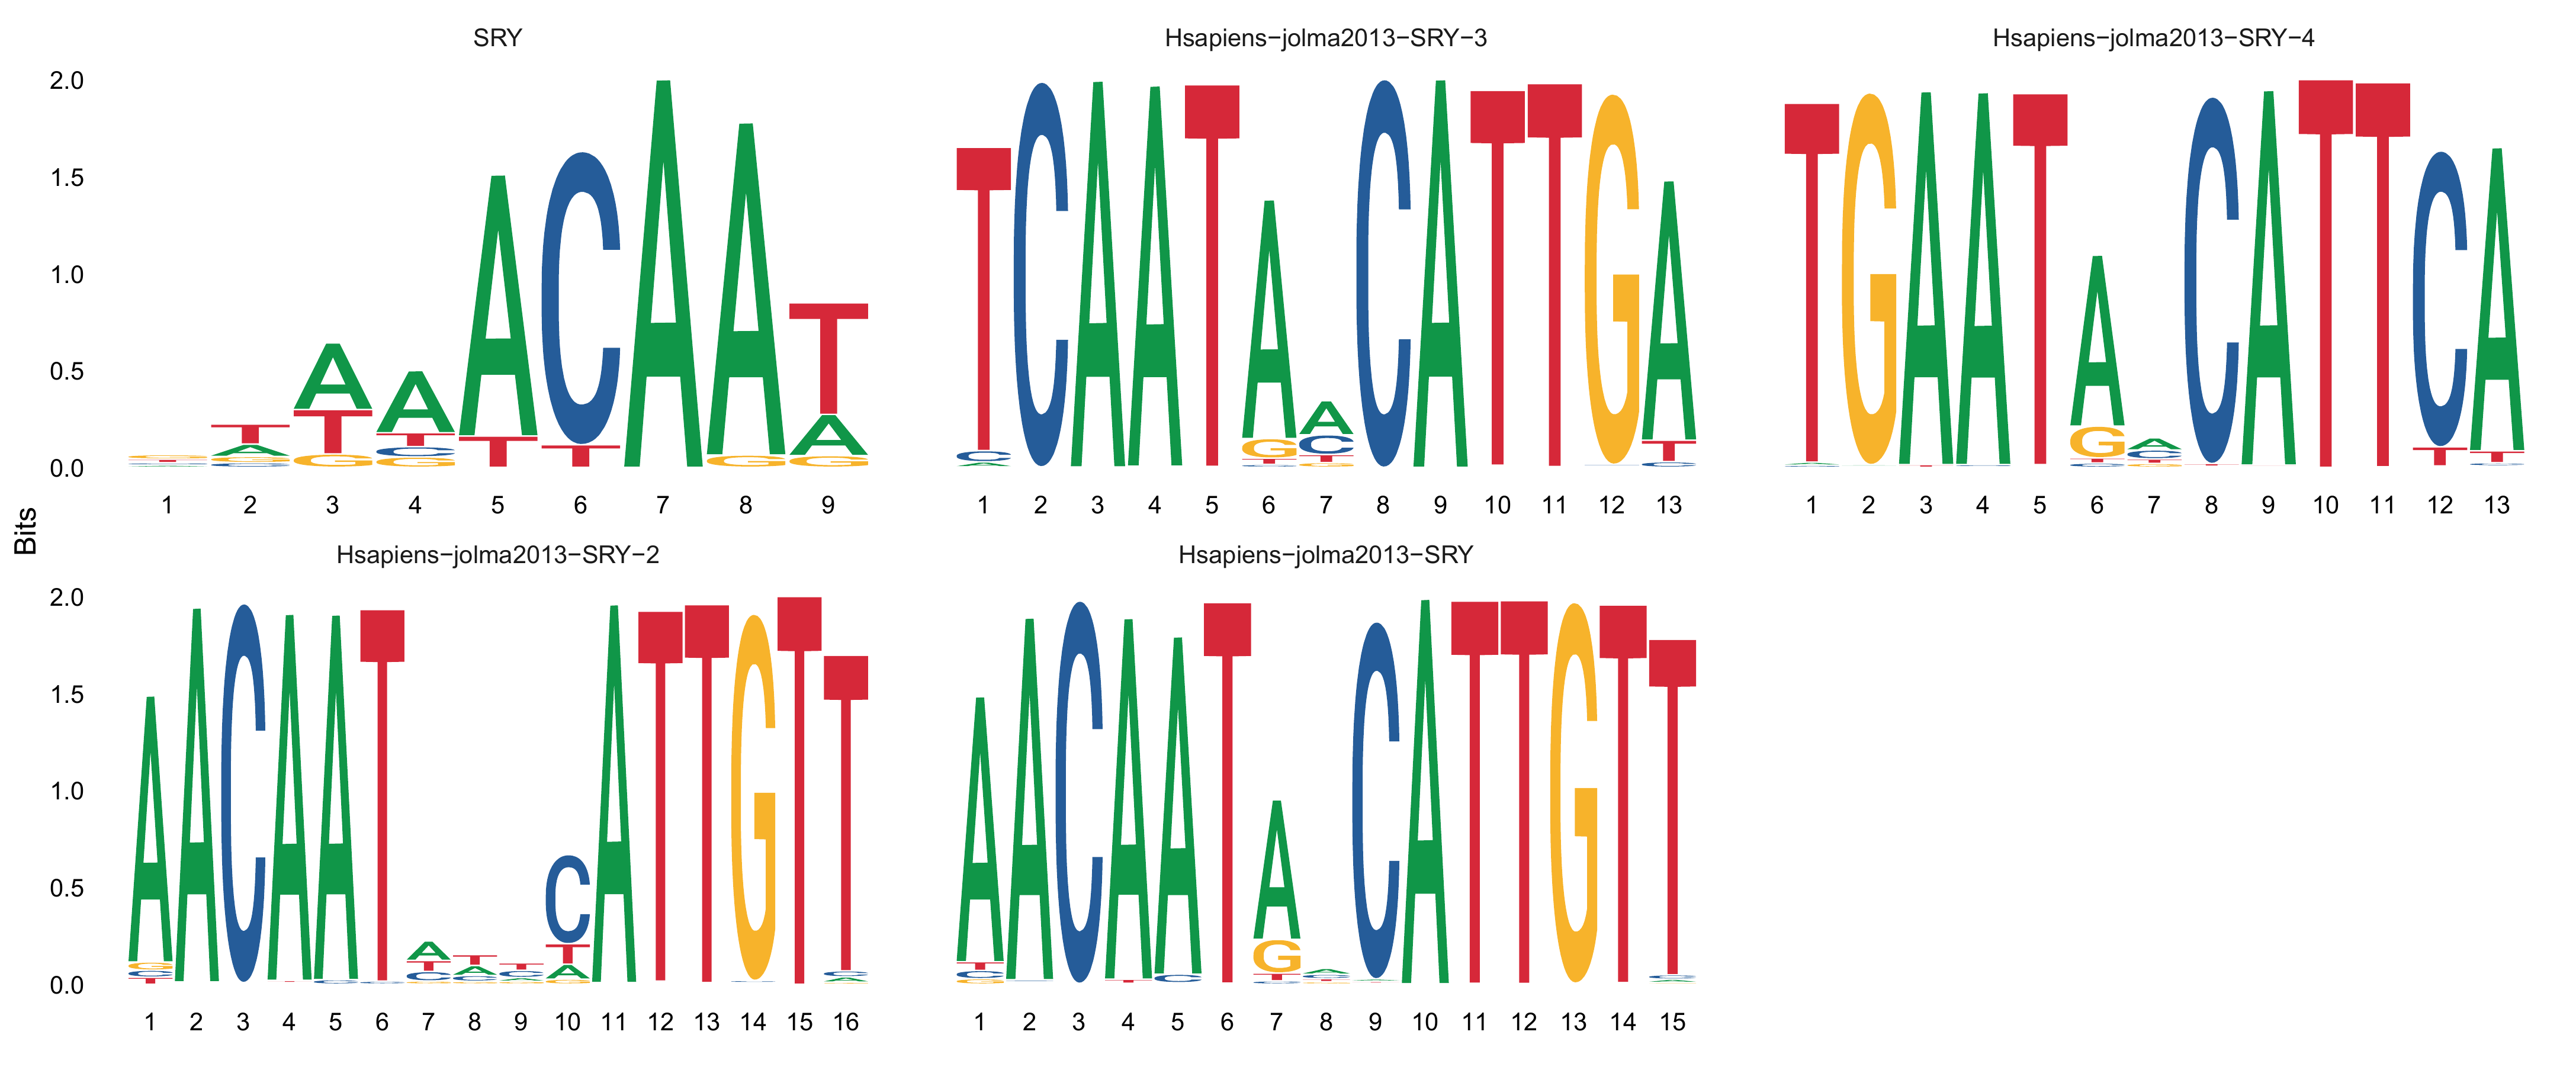 SRY
Hsapiens−jolma2013−SRY−3
Hsapiens−jolma2013−SRY−4
2.0
1.5
1.0
0.5
0.0
TCAATAACATTGA
TGAATAACATTCA
1 2 3 4 5 6 7 8 9
1 2 3 4 5 6 7 8 9 10 11 12 13
1 2 3 4 5 6 7 8 9 10 11 12 13
Bits
Hsapiens−jolma2013−SRY−2
Hsapiens−jolma2013−SRY
2.0
1.5
1.0
0.5
0.0
1 2 3 4 5 6 7 8 9 10 11 12 13 14 15 16
1 2 3 4 5 6 7 8 9 10 11 12 13 14 15